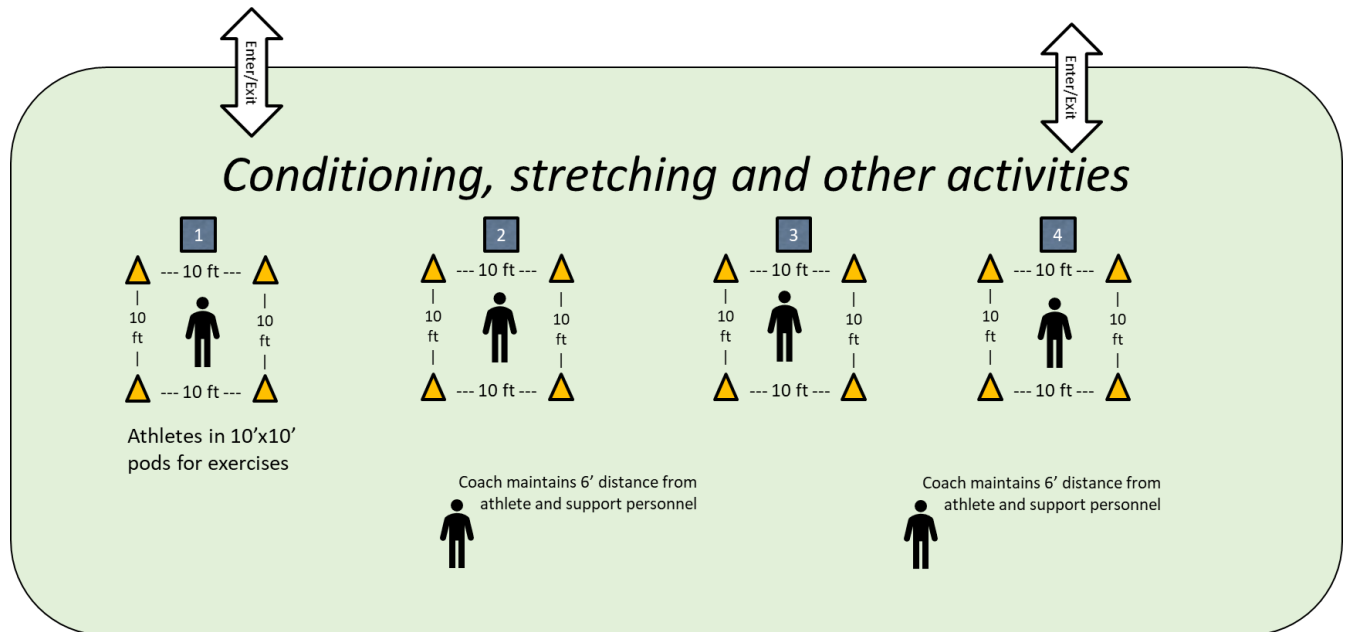 Enter/Exit
Enter/Exit
Conditioning, stretching and other activities
1
2
3
4
--- 10 ft ---
--- 10 ft ---
--- 10 ft ---
--- 10 ft ---
| 10 ft |
| 10 ft |
| 10 ft |
| 10 ft |
| 10 ft |
| 10 ft |
| 10 ft |
| 10 ft |
--- 10 ft ---
--- 10 ft ---
--- 10 ft ---
--- 10 ft ---
Athletes in 10’x10’
pods for exercises
Coach maintains 6’ distance from
athlete and support personnel
Coach maintains 6’ distance from
athlete and support personnel